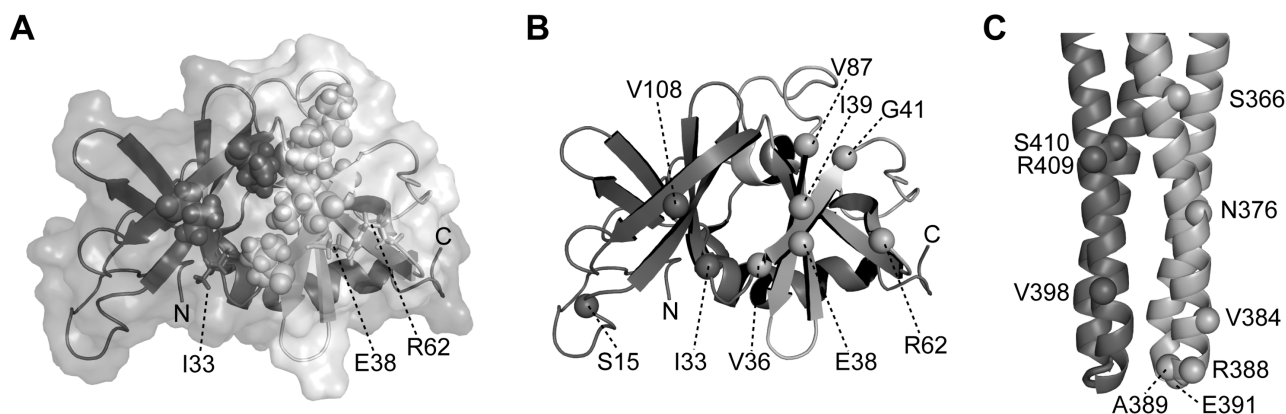 A
N
I33
E38
R62
C
B
V108
V87
I39
G41
S15
N
I33
V36
E38
R62
C
C
S366
S410
R409
N376
V398
V384
R388
A389
E391